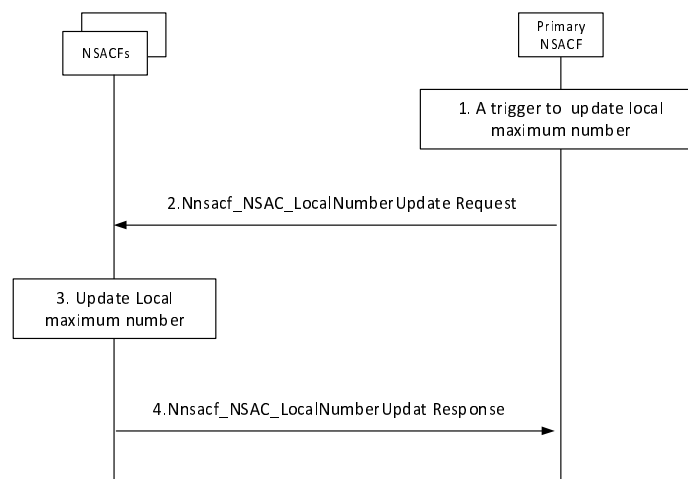 NSACFs
Primary
NSACF
1. A trigger to update local
maximum number
2.Nnsacf_NSAC_LocalNumberUpdate Request
3. Update Local
maximum number
4.Nnsacf_NSAC_LocalNumberUpdat Response